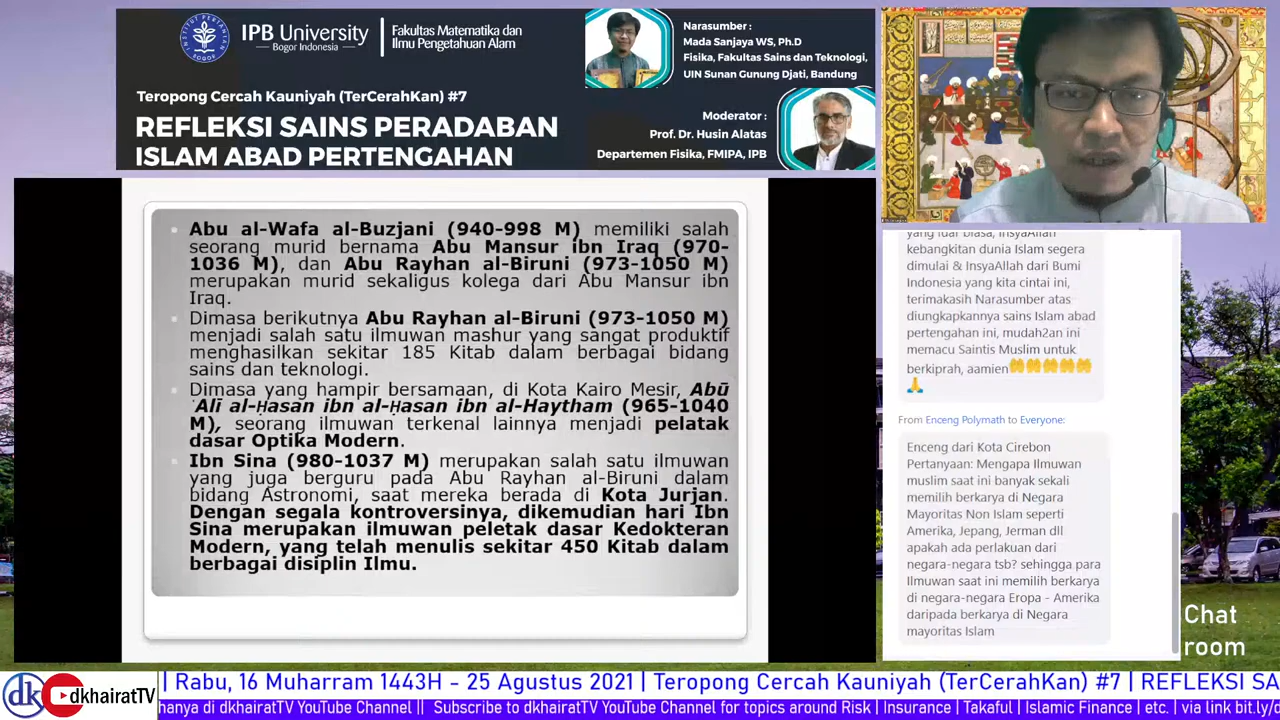 IPB University
Bogor Indonesia
Fakultas Matematika dan
Ilmu Pengetahuan Alam
Teropong Cercah Kauniyah (TerCerahKan) #7
REFLEKSI SAINS PERADABAN
ISLAM ABAD PERTENGAHAN
Narasumber :
Mada Sanjaya WS, Ph.D
Fisika, Fakultas Sains dan Teknologi,
UIN Sunan Gunung Djati, Bandung
Moderator :
Prof. Dr. Husin Alatas
Departemen Fisika, FMIPA, IPB
Abu al-Wafa al-Buzjani (940-998 M) memiliki salah
seorang murid bernama Abu Mansur ibn Iraq (970-
1036 M), dan Abu Rayhan al-Biruni (973-1050 M)
merupakan murid sekaligus kolega dari Abu Mansur ibn
Iraq.
Dimasa berikutnya Abu Rayhan al-Biruni (973-1050 M)
menjadi salah satu ilmuwan mashur yang sangat produktif
menghasilkan sekitar 185 Kitab dalam berbagai bidang
sains dan teknologi.
Dimasa yang hampir bersamaan, di Kota Kairo Mesir, Abū
ʿAlī al-Ḥasan ibn al-Ḥasan ibn al-Haytham (965-1040
M), seorang ilmuwan terkenal lainnya menjadi pelatak
dasar Optika Modern.
Ibn Sina (980-1037 M) merupakan salah satu ilmuwan
yang juga berguru pada Abu Rayhan al-Biruni dalam
bidang Astronomi, saat mereka berada di Kota Jurjan.
Dengan segala kontroversinya, dikemudian hari Ibn
Sina merupakan ilmuwan peletak dasar Kedokteran
Modern, yang telah menulis sekitar 450 Kitab dalam
berbagai disiplin Ilmu.
yang luar biasa, InsyaAllah
kebangkitan dunia Islam segera
dimulai & InsyaAllah dari Bumi
Indonesia yang kita cintai ini,
terimakasih Narasumber atas
diungkapkannya sains Islam abad
pertengahan ini, mudah2an ini
memacu Saintis Muslim untuk
berkiprah, aamien🤲🤲🤲🤲🤲
🙏
From Enceng Polymath to Everyone:
Enceng dari Kota Cirebon
Pertanyaan: Mengapa Ilmuwan
muslim saat ini banyak sekali
memilih berkarya di Negara
Mayoritas Non Islam seperti
Amerika, Jepang, Jerman dll
apakah ada perlakuan dari
negara-negara tsb? sehingga para
Ilmuwan saat ini memilih berkarya
di negara-negara Eropa - Amerika
daripada berkarya di Negara
mayoritas Islam
Chat
room
dk dkhairatTV
| Rabu, 16 Muharram 1443H - 25 Agustus 2021 | Teropong Cercah Kauniyah (TerCerahKan) #7 | REFLEKSI SA
hanya di dkhairatTV YouTube Channel || Subscribe to dkhairatTV YouTube Channel for topics around Risk | Insurance | Takaful | Islamic Finance | etc. | via link bit.ly/d